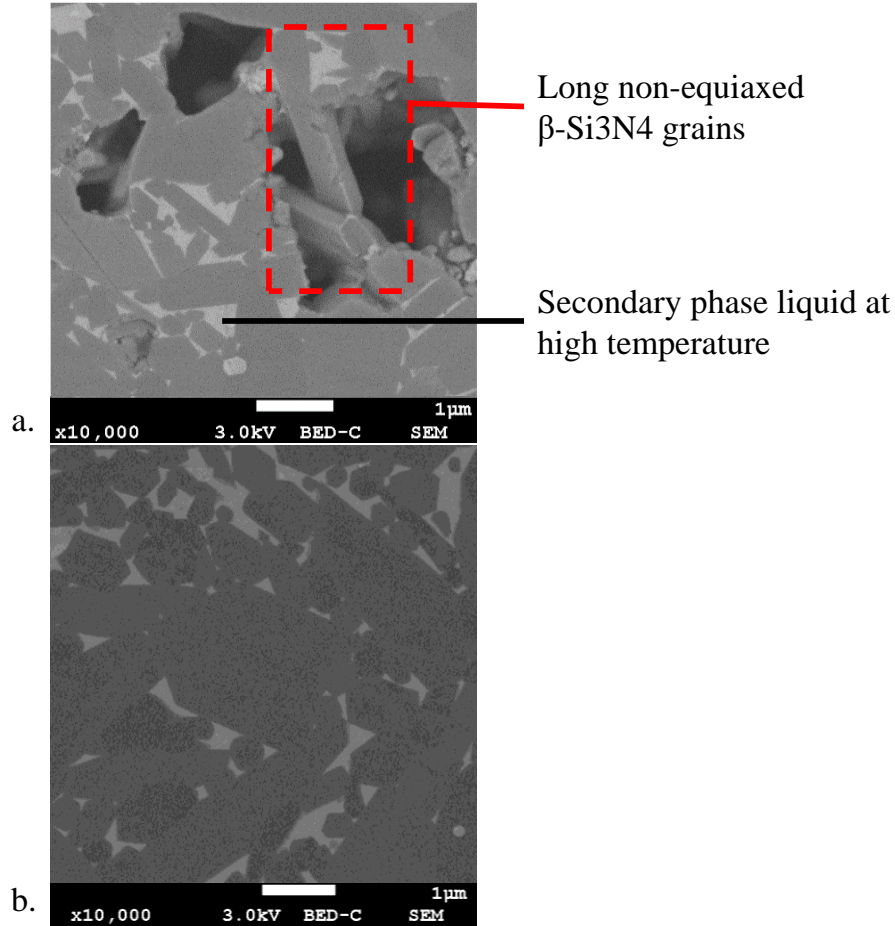 Long non-equiaxed
β-Si3N4 grains
Secondary phase liquid at
high temperature
a.
1µm
x10,000 3.0kV BED-C SEM
b.
1µm
x10,000 3.0kV BED-C SEM